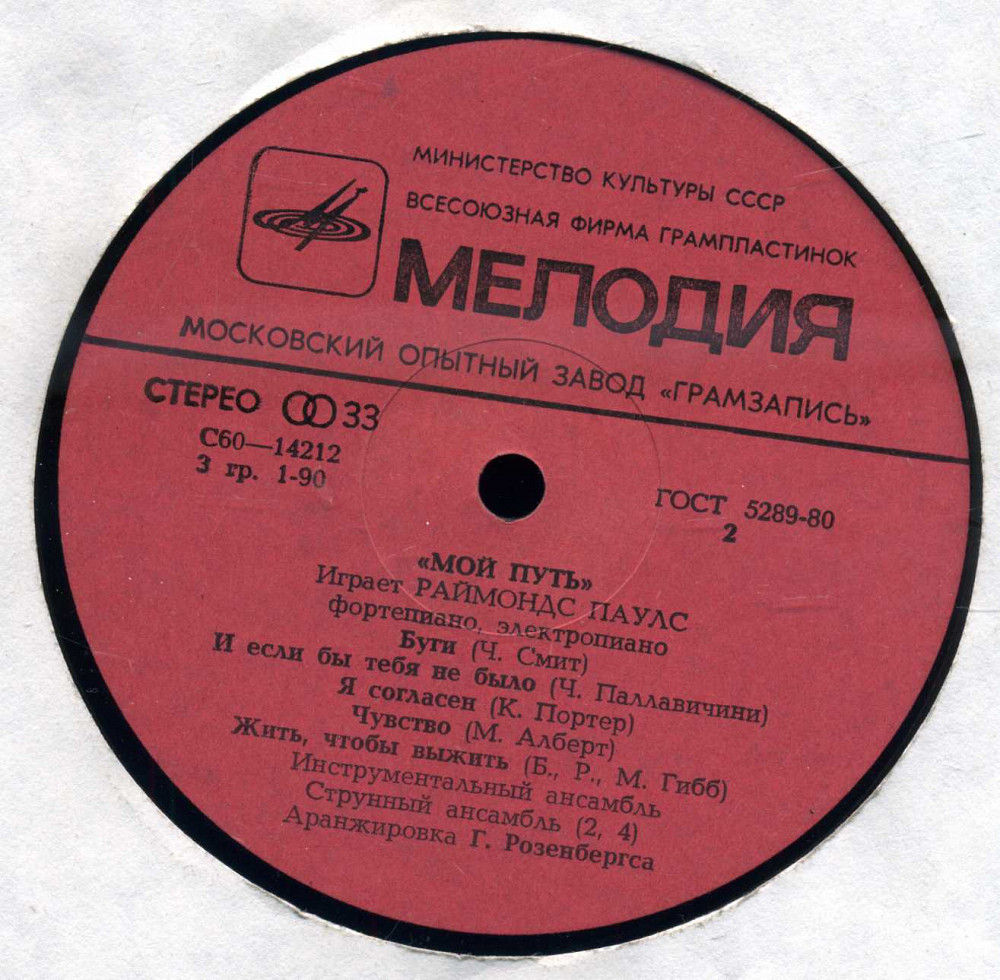 МИНИСТЕРСТВО КУЛЬТУРЫ СССР
ВСЕСОЮЗНАЯ ФИРМА ГРАМПЛАСТИНОК
МЕЛОДИЯ
МОСКОВСКИЙ ОПЫТНЫЙ ЗАВОД «ГРАМЗАПИСЬ»
СТЕРЕО 33
С60—14212
3 гр. 1-90
ГОСТ 5289-80
2
«МОЙ ПУТЬ»
Играет РАЙМОНДС ПАУЛС
фортепиано, электропиано
Буги (Ч. Смит)
И если бы тебя не было (Ч. Паллавичини)
Я согласен (К. Портер)
Чувство (М. Алберт)
Жить, чтобы выжить (Б., Р., М. Гибб)
Инструментальный ансамбль
Струнный ансамбль (2, 4)
Аранжировка Г. Розенбергса